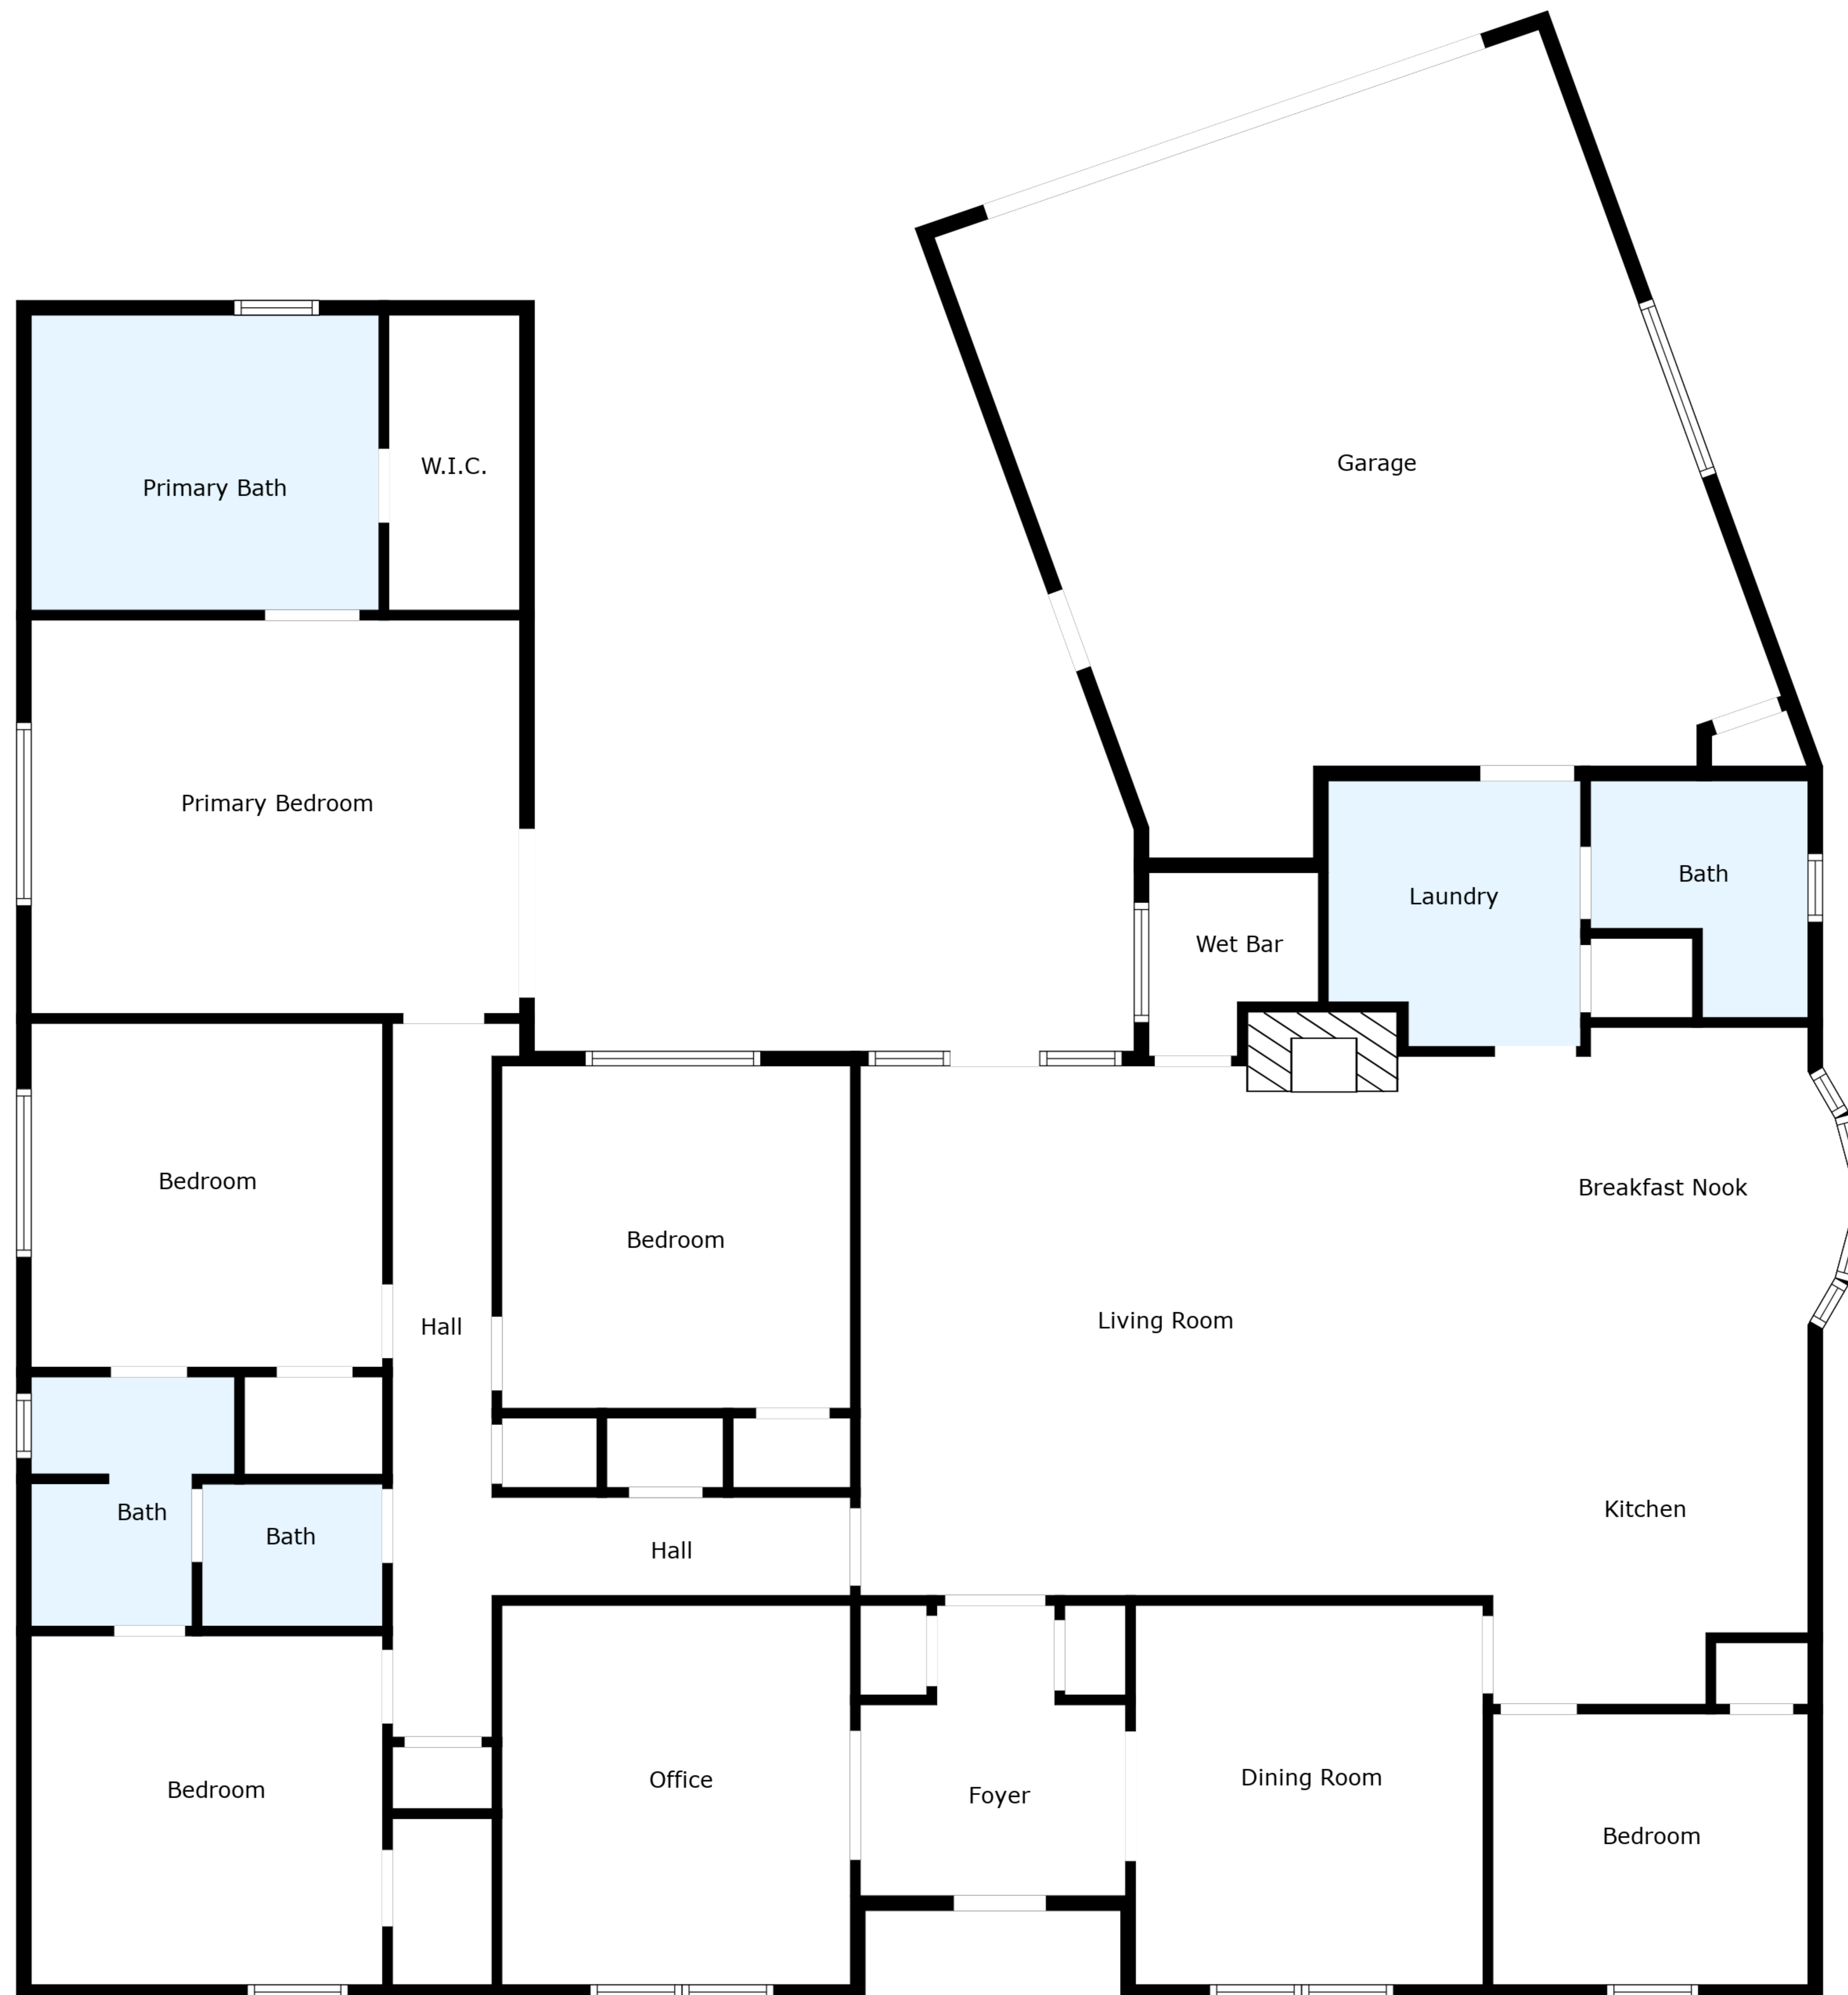 Garage
W.I.C.
Primary Bath
Primary Bedroom
Bath
Laundry
Wet Bar
Bedroom
Breakfast Nook
Bedroom
Living Room
Hall
Kitchen
Bath
Bath
Hall
Dining Room
Office
Bedroom
Foyer
Bedroom